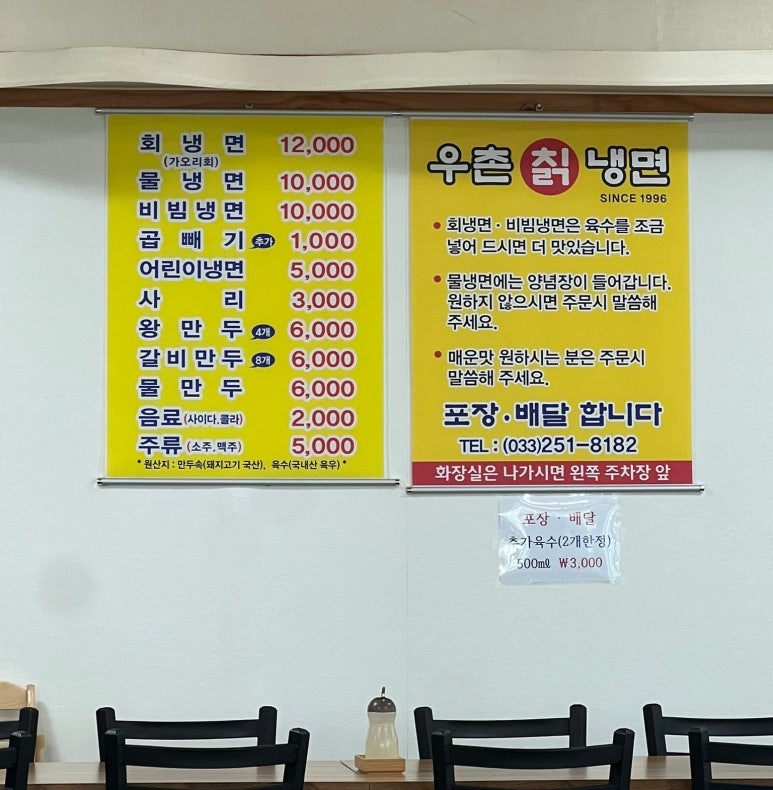 회냉면 12,000
(가오리회)
물냉면 10,000
비빔냉면 10,000
곱빼기 추가 1,000
어린이냉면 5,000
사리 3,000
왕만두 4개 6,000
갈비만두 8개 6,000
물만두 6,000
음료(사이다.콜라) 2,000
주류(소주.맥주) 5,000
*원산지 : 만두속(돼지고기 국산), 육수(국내산 육우)*
우촌 칡 냉면
SINCE 1996
• 회냉면 · 비빔냉면은 육수를 조금
넣어 드시면 더 맛있습니다.
• 물냉면에는 양념장이 들어갑니다.
원하지 않으시면 주문시 말씀해
주세요.
• 매운맛 원하시는 분은 주문시
말씀해 주세요.
포장.배달 합니다
TEL : (033)251-8182
화장실은 나가시면 왼쪽 주차장 앞
포장 · 배달
추가육수(2개한정)
500㎖ ₩3,000